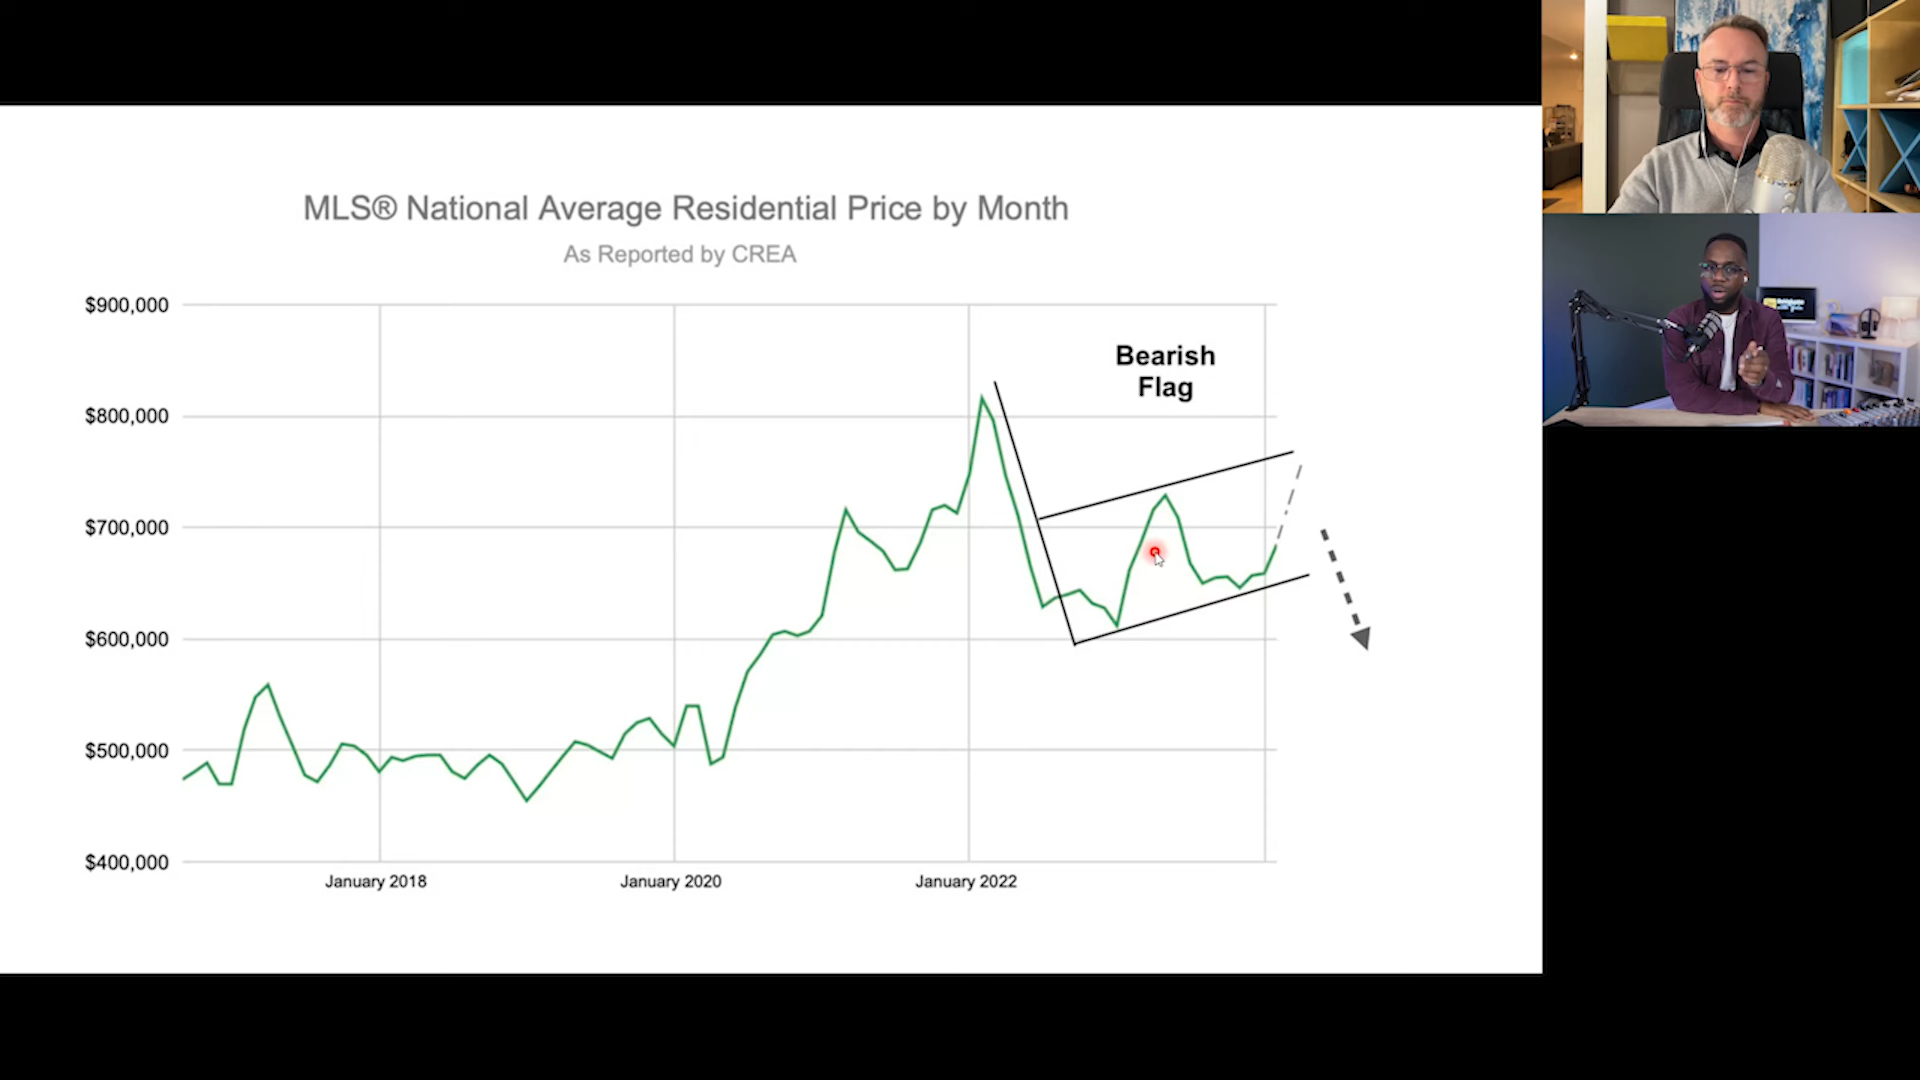 MLS® National Average Residential Price by Month
As Reported by CREA
$900,000
$800,000
$700,000
$600,000
$500,000
$400,000
Bearish
Flag
January 2018
January 2020
January 2022